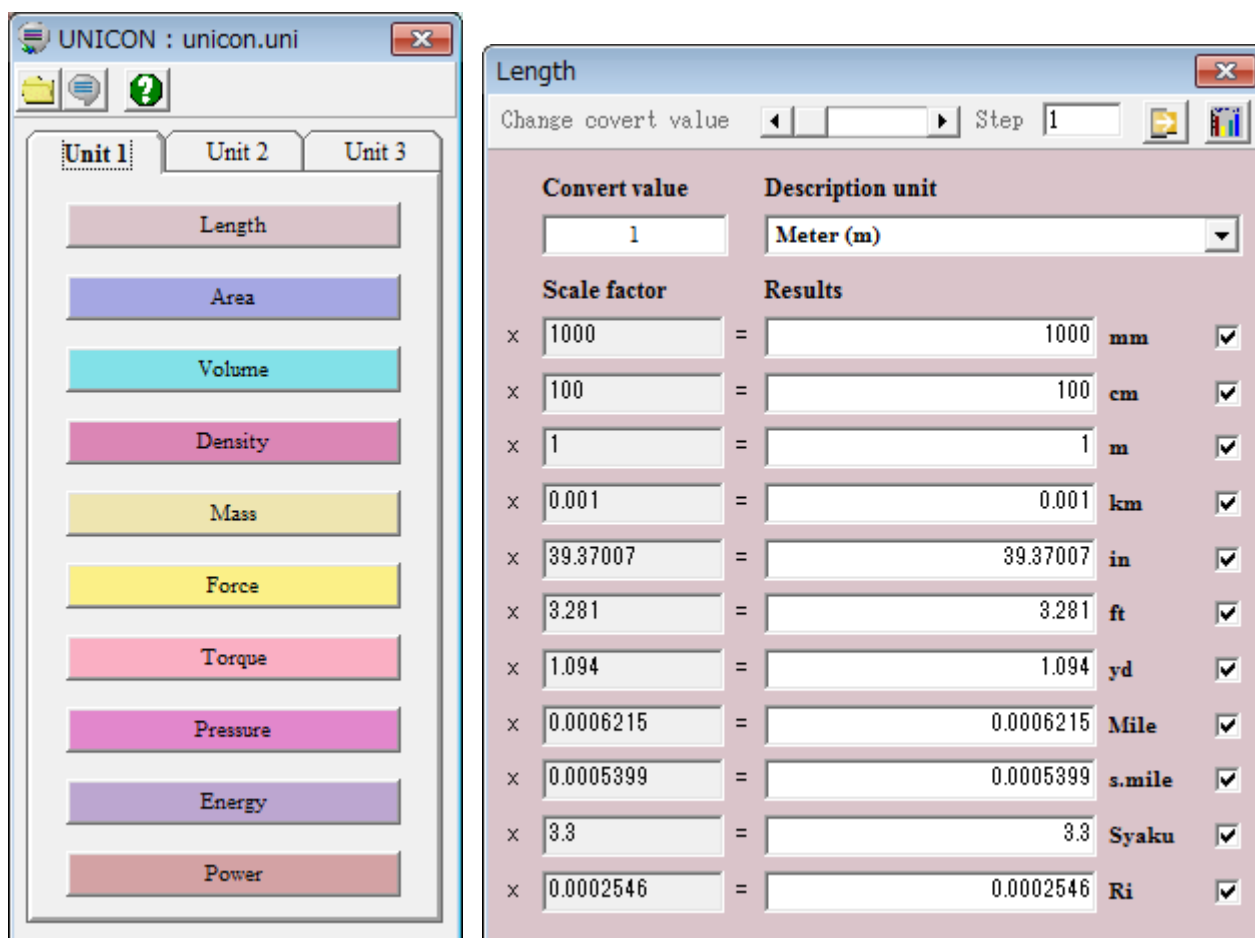 UNICON : unicon.uni
Unit 1 Unit 2 Unit 3
Length
Area
Volume
Density
Mass
Force
Torque
Pressure
Energy
Power
Length
Change covert value Step 1
Convert value Description unit
1 Meter (m)
Scale factor Results
x 1000 = 1000 mm
x 100 = 100 cm
x 1 = 1 m
x 0.001 = 0.001 km
x 39.37007 = 39.37007 in
x 3.281 = 3.281 ft
x 1.094 = 1.094 yd
x 0.0006215 = 0.0006215 Mile
x 0.0005399 = 0.0005399 s.mile
x 3.3 = 3.3 Syaku
x 0.0002546 = 0.0002546 Ri